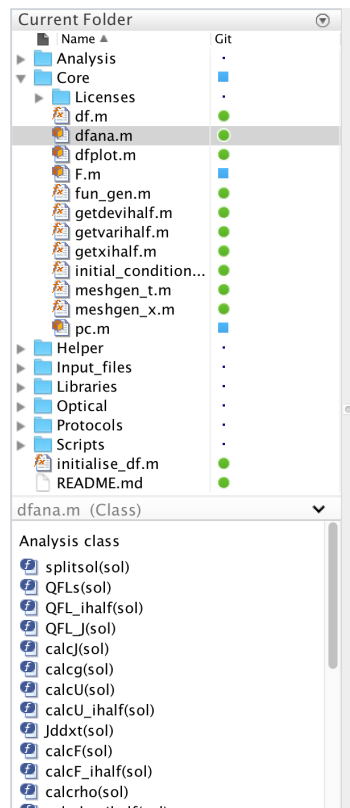 Current Folder
Name Git
Analysis
Core
Licenses
df.m
dfana.m
dfplot.m
F.m
fun_gen.m
getdevihalf.m
getvarihalf.m
getxihalf.m
initial_condition...
meshgen_t.m
meshgen_x.m
pc.m
Helper
Input_files
Libraries
Optical
Protocols
Scripts
initialise_df.m
README.md
dfana.m (Class)
Analysis class
splitsol(sol)
QFLs(sol)
QFL_ihalf(sol)
QFL_J(sol)
calcJ(sol)
calcg(sol)
calcU(sol)
calcU_ihalf(sol)
Jddxt(sol)
calcF(sol)
calcF_ihalf(sol)
calcrho(sol)